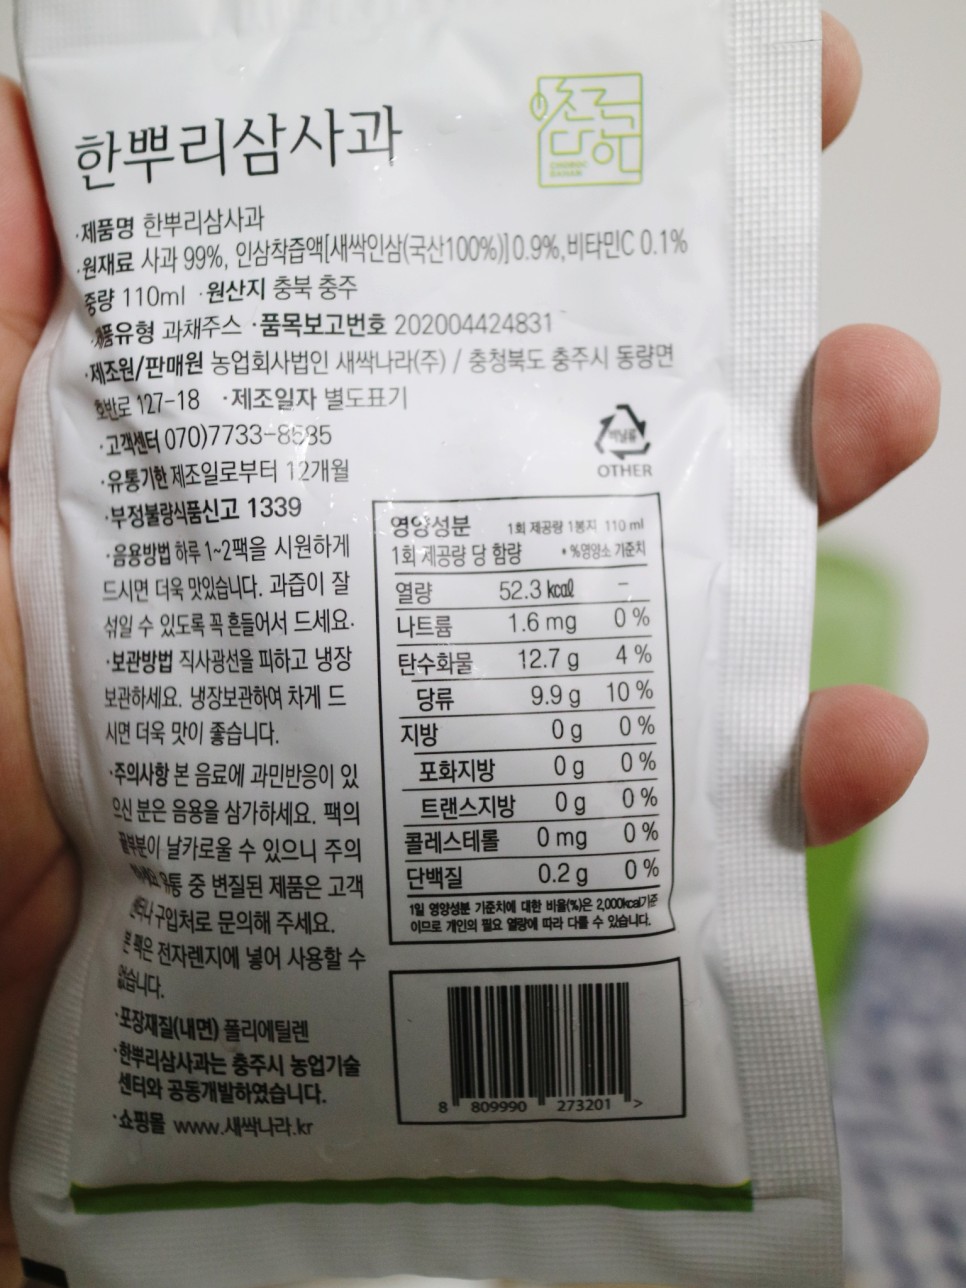 한뿌리삼사과
초록
담아
·제품명 한뿌리삼사과
·원재료 사과 99%, 인삼착즙액[새싹인삼(국산100%)] 0.9%, 비타민C 0.1%
중량 110ml ·원산지 충북 충주
제품유형 과채주스 ·품목보고번호 202004424831
·제조원/판매원 농업회사법인 새싹나라(주) / 충청북도 충주시 동량면
호반로 127-18 ·제조일자 별도표기
·고객센터 070)7733-8585
·유통기한 제조일로부터 12개월
·부정불량식품신고 1339
비닐류
OTHER
·음용방법 하루 1~2팩을 시원하게
드시면 더욱 맛있습니다. 과즙이 잘
섞일 수 있도록 꼭 흔들어서 드세요.
·보관방법 직사광선을 피하고 냉장
보관하세요. 냉장보관하여 차게 드
시면 더욱 맛이 좋습니다.
·주의사항 본 음료에 과민반응이 있
으신 분은 음용을 삼가하세요. 팩의
끝부분이 날카로울 수 있으니 주의
하세요 유통 중 변질된 제품은 고객
센터나 구입처로 문의해 주세요.
본 팩은 전자렌지에 넣어 사용할 수
없습니다.
·포장재질(내면) 폴리에틸렌
·한뿌리삼사과는 충주시 농업기술
센터와 공동개발하였습니다.
·쇼핑몰 www.새싹나라.kr
영양성분 1회 제공량 1봉지 110 ml
1회 제공량 당 함량 * %영양소 기준치
열량 52.3 kcal –
나트륨 1.6 mg 0 %
탄수화물 12.7 g 4 %
당류 9.9 g 10 %
지방 0 g 0 %
포화지방 0 g 0 %
트랜스지방 0 g 0 %
콜레스테롤 0 mg 0 %
단백질 0.2 g 0 %
1일 영양성분 기준치에 대한 비율(%)은 2,000kcal기준
이므로 개인의 필요 열량에 따라 다를 수 있습니다.
8 809990 273201 >